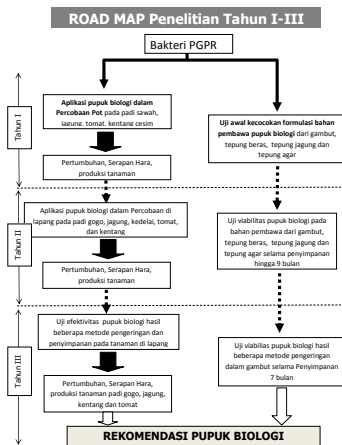 ROAD MAP Penelitian Tahun I-III
Bakteri PGPR
Tahun I
Aplikasi pupuk biologi dalam
Percobaan Pot pada padi sawah,
jagung, tomat, kentang cesim
Uji awal kecocokan formulasi bahan
pembawa pupuk biologi dari gambut,
tepung beras, tepung jagung dan
tepung agar
Pertumbuhan, Serapan Hara,
produksi tanaman
Tahun II
Aplikasi pupuk biologi dalam Percobaan di
lapang pada padi gogo, jagung, kedelai, tomat,
dan kentang
Uji viabilitas pupuk biologi pada
bahan pembawa dari gambut,
tepung beras, tepung jagung dan
tepung agar selama penyimpanan
hingga 9 bulan
Pertumbuhan, Serapan Hara,
produksi tanaman
Tahun III
Uji efektivitas pupuk biologi hasil
beberapa metode pengeringan dan
penyimpanan pada tanaman di lapang
Uji viabilias pupuk biologi hasil
beberapa metode pengeringan
dalam gambut selama Penyimpanan
7 bulan
Pertumbuhan, Serapan Hara,
produksi tanaman padi gogo, jagung,
kentang dan tomat
REKOMENDASI PUPUK BIOLOGI